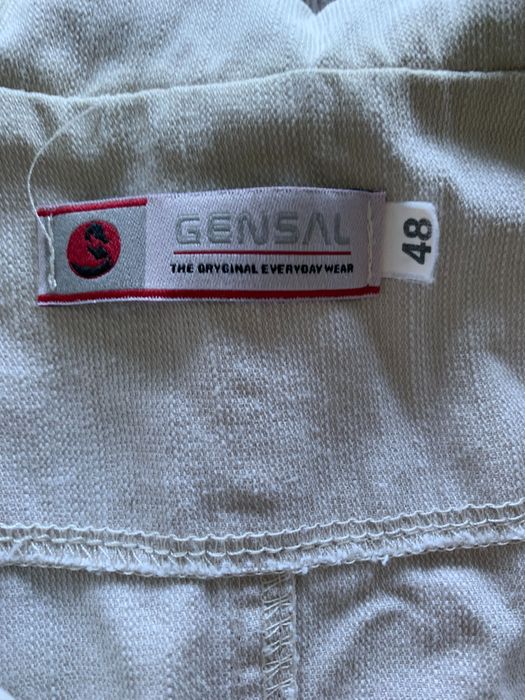 GENSAL
THE ORYGINAL EVERYDAY WEAR
48